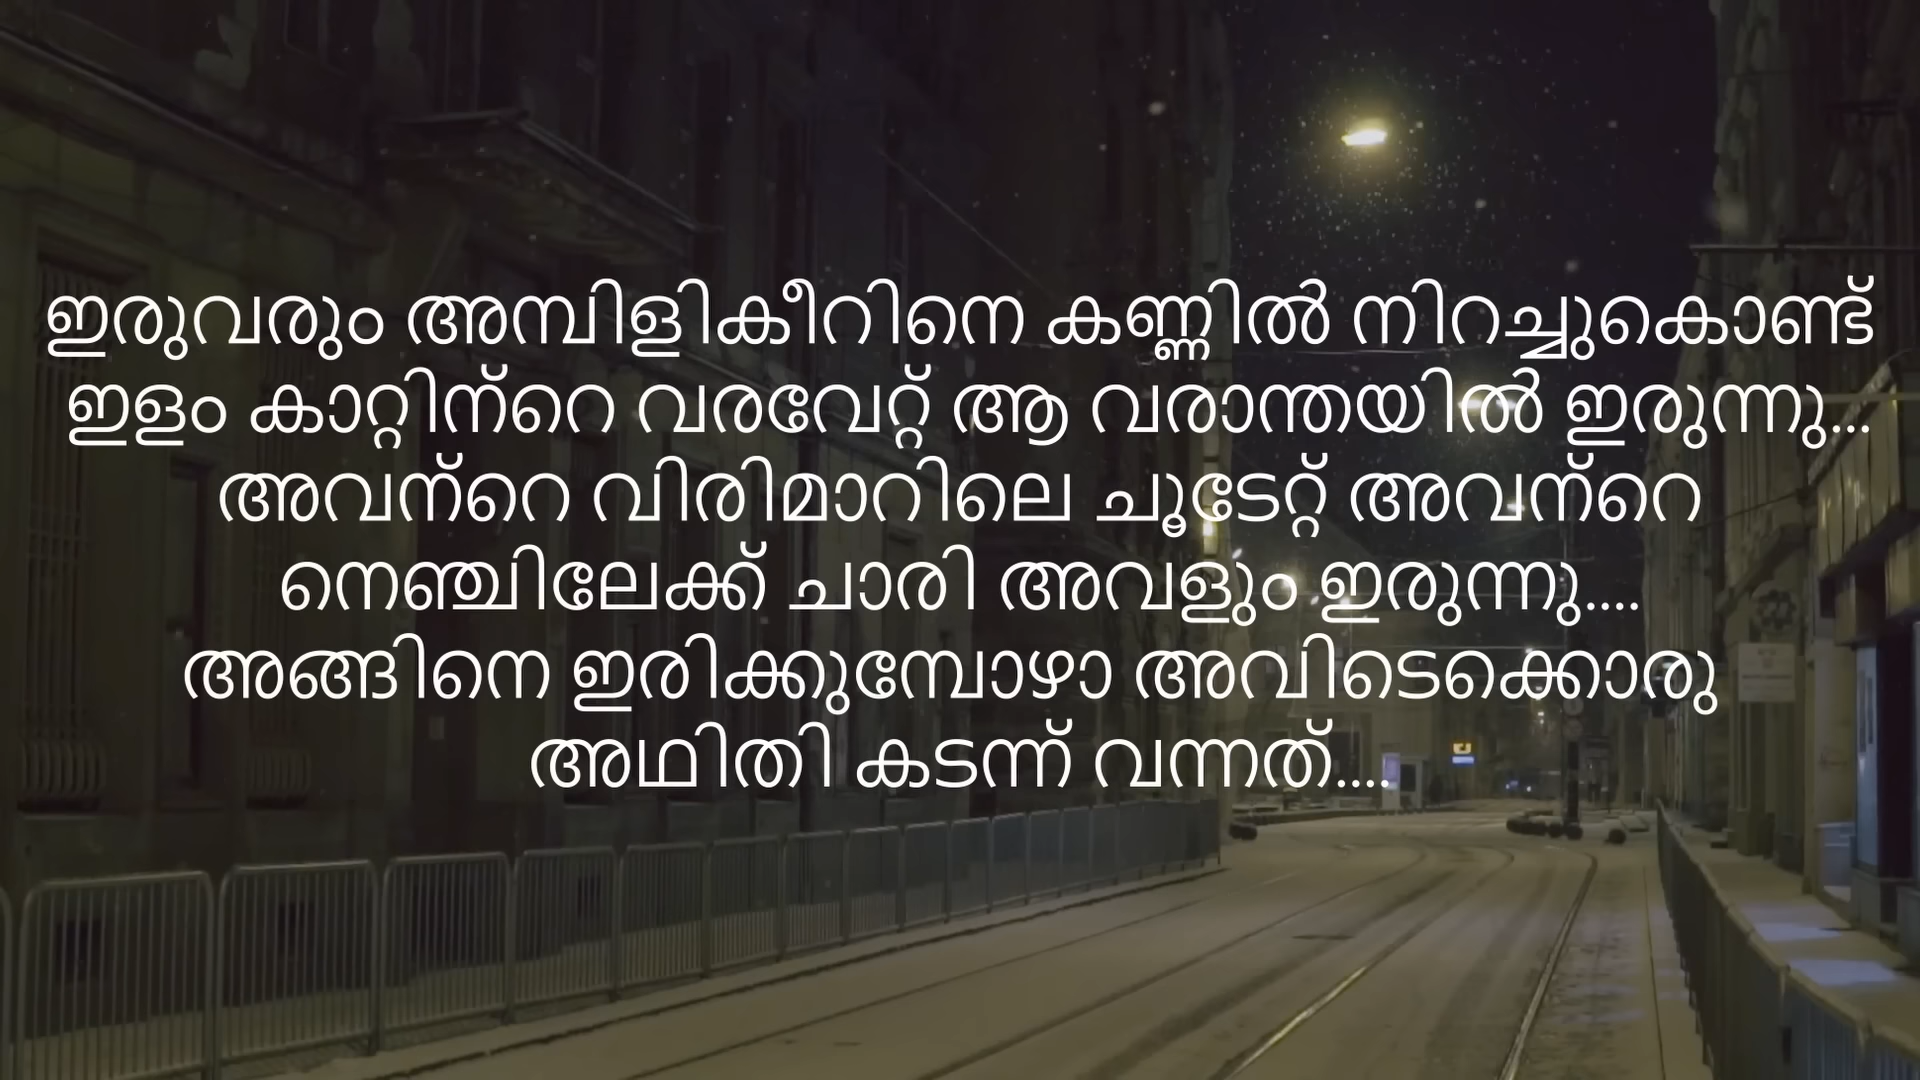 ഇരുവരും അമ്പിളികീറിനെ കണ്ണിൽ നിറച്ചുകൊണ്ട്
ഇളം കാറ്റിന്റെ വരവേറ്റ് ആ വരാന്തയിൽ ഇരുന്നു...
അവന്റെ വിരിമാറിലെ ചൂടേറ്റ് അവന്റെ
നെഞ്ചിലേക്ക് ചാരി അവളും ഇരുന്നു....
അങ്ങിനെ ഇരിക്കുമ്പോഴാ അവിടെക്കൊരു
അഥിതി കടന്ന് വന്നത്....